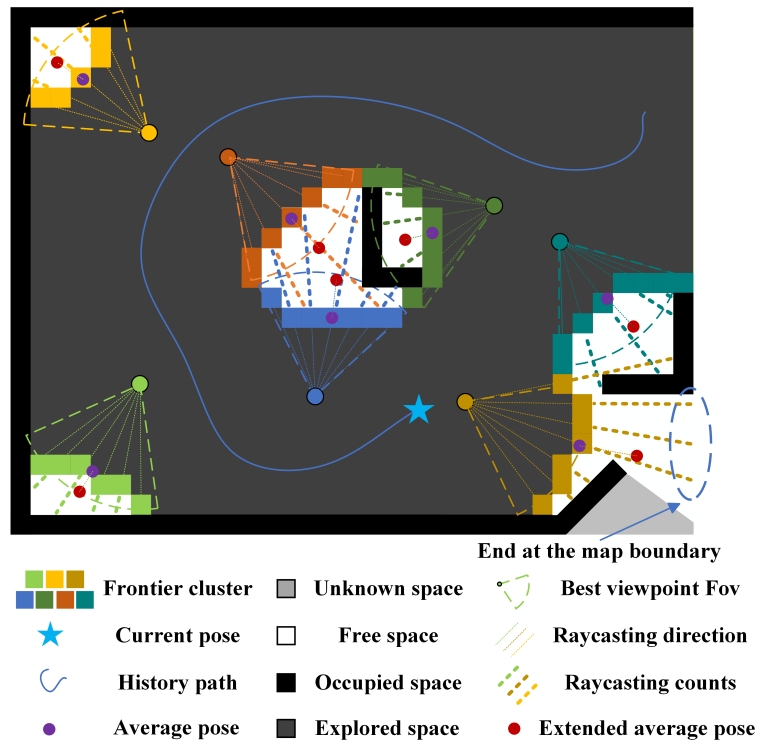 End at the map boundary
Frontier cluster Unknown space Best viewpoint Fov
Current pose Free space Raycasting direction
History path Occupied space Raycasting counts
Average pose Explored space Extended average pose